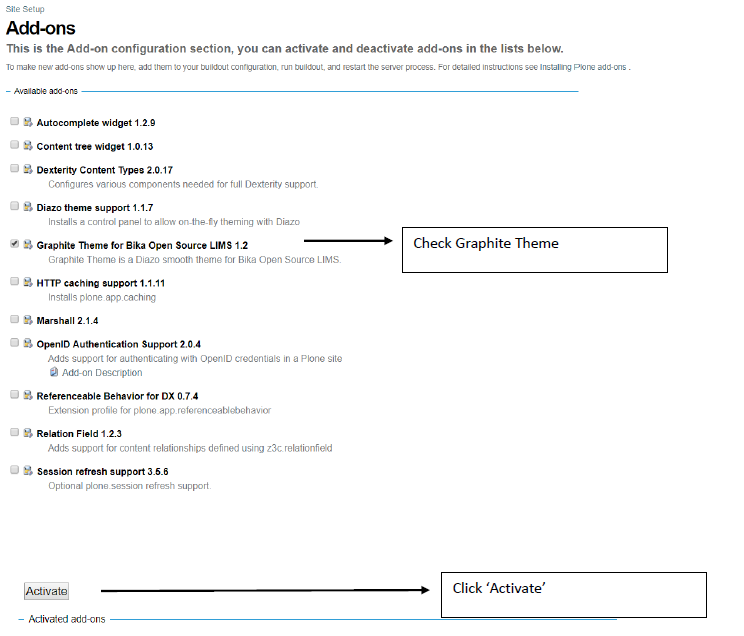 Site Setup
Add-ons
This is the Add-on configuration section, you can activate and deactivate add-ons in the lists below.
To make new add-ons show up here, add them to your buildout configuration, run buildout, and restart the server process. For detailed instructions see Installing Plone add-ons .
Available add-ons
Autocomplete widget 1.2.9
Content tree widget 1.0.13
Dexterity Content Types 2.0.17
Configures various components needed for full Dexterity support.
Diazo theme support 1.1.7
Installs a control panel to allow on-the-fly theming with Diazo
Graphite Theme for Bika Open Source LIMS 1.2
Check Graphite Theme
Graphite Theme is a Diazo smooth theme for Bika Open Source LIMS.
HTTP caching support 1.1.11
Installs plone.app.caching
Marshall 2.1.4
OpenID Authentication Support 2.0.4
Adds support for authenticating with OpenID credentials in a Plone site
Add-on Description
Referenceable Behavior for DX 0.7.4
Extension profile for plone.app.referenceablebehavior
Relation Field 1.2.3
Adds support for content relationships defined using z3c.relationfield
Session refresh support 3.5.6
Optional plone.session refresh support.
Activate
Click ‘Activate’
Activated add-ons